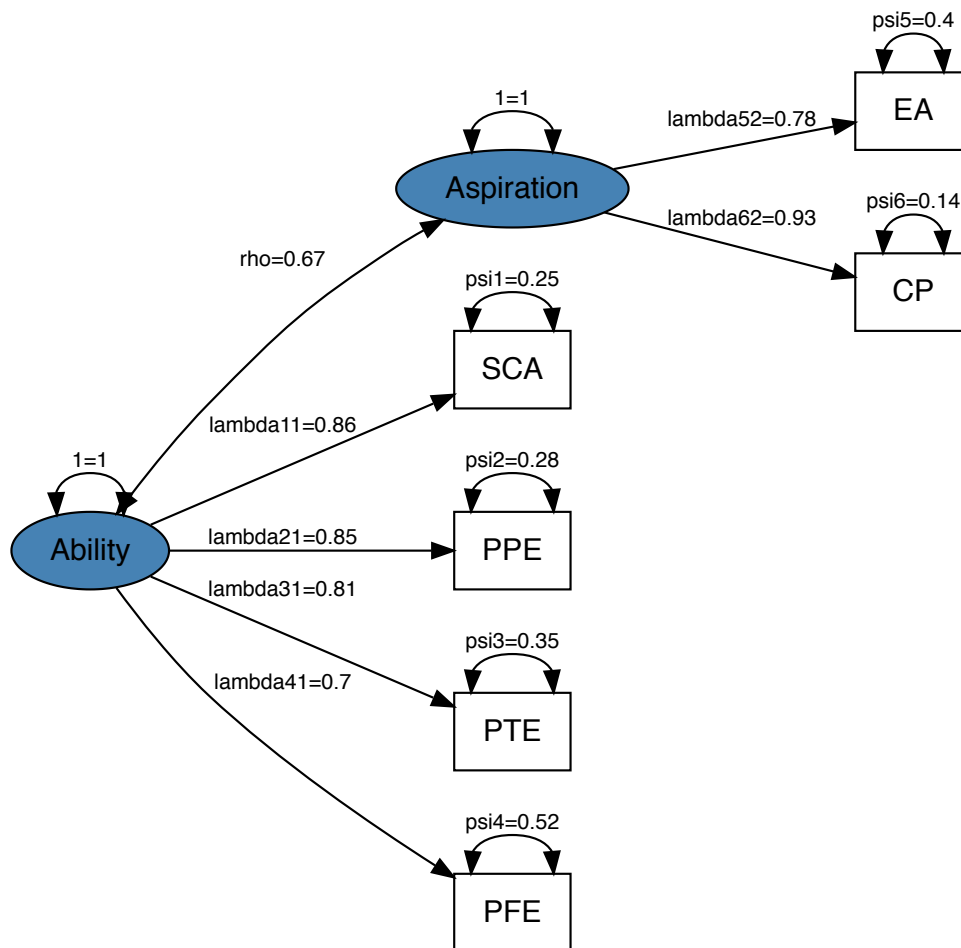 psi5=0.4
EA
1=1
lambda52=0.78
Aspiration
psi6=0.14
lambda62=0.93
CP
rho=0.67
psi1=0.25
SCA
lambda11=0.86
1=1
psi2=0.28
Ability
lambda21=0.85
PPE
lambda31=0.81
psi3=0.35
lambda41=0.7
PTE
psi4=0.52
PFE